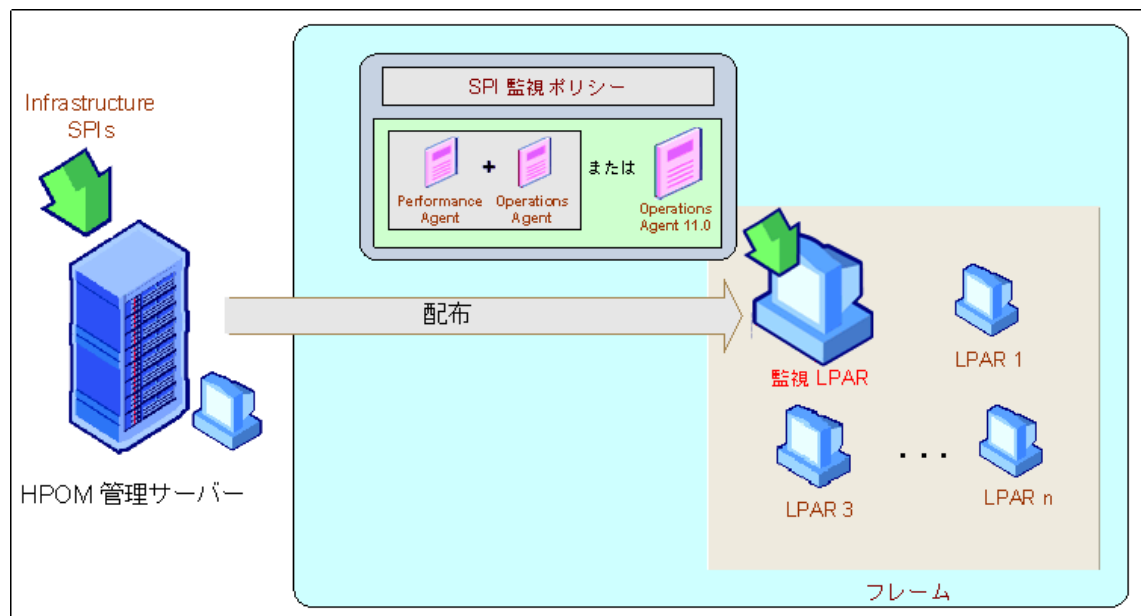 Infrastructure
SPIs
HPOM 管理サーバー
SPI 監視ポリシー
+
または
Performance
Agent
Operations
Agent
Operations
Agent 11.0
配布
監視 LPAR
LPAR 1
LPAR 3
...
LPAR n
フレーム